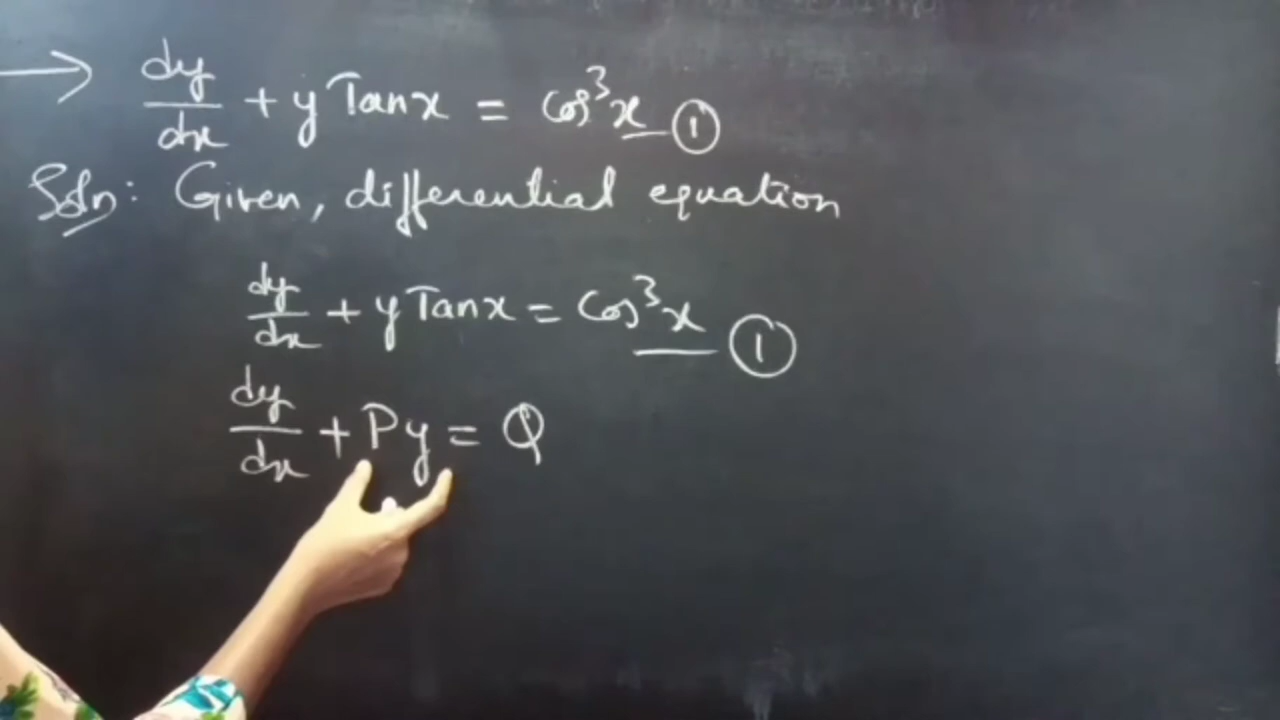 → dy/dx + y Tanx = cos³x — ①
Soln: Given, differential equation
dy/dx + y Tanx = Cos³x — ①
dy/dx + Py = Q